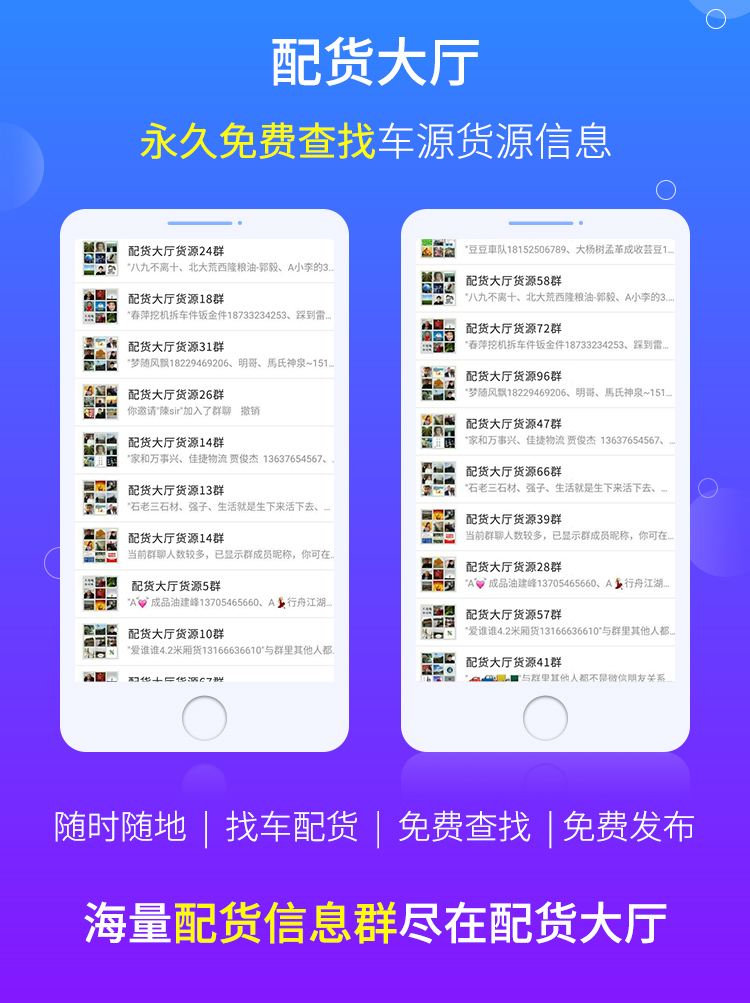 配货大厅
永久免费查找车源货源信息
配货大厅货源24群
"八九不离十、北大荒西隆粮油-郭毅、A小李的3...
配货大厅货源18群
"春萍挖机拆车件钣金件18733234253、踩到雷...
配货大厅货源31群
"梦随风飘18229469206、明哥、馬氏神泉~151...
配货大厅货源26群
你邀请"陳sir"加入了群聊 撤销
配货大厅货源14群
"家和万事兴、佳捷物流 贾俊杰 13637654567、...
配货大厅货源13群
"石老三石材、强子、生活就是生下来活下去、...
配货大厅货源14群
当前群聊人数较多，已显示群成员昵称，你可在...
配货大厅货源5群
"A💓 成品油建峰13705465660、A💃行舟江湖...
配货大厅货源10群
"爱谁谁4.2米厢货13166636610"与群里其他人都...
配货大厅货源67群
"豆豆車队18152506789、大杨树孟革成收芸豆1...
配货大厅货源58群
"八九不离十、北大荒西隆粮油-郭毅、A小李的3....
配货大厅货源72群
"春萍挖机拆车件钣金件18733234253、踩到雷...
配货大厅货源96群
"梦随风飘18229469206、明哥、馬氏神泉~151...
配货大厅货源47群
"家和万事兴、佳捷物流 贾俊杰 13637654567、...
配货大厅货源66群
"石老三石材、强子、生活就是生下来活下去、...
配货大厅货源39群
当前群聊人数较多，已显示群成员昵称，你可在...
配货大厅货源28群
"A💓 成品油建峰13705465660、A💃行舟江湖...
配货大厅货源57群
"爱谁谁4.2米厢货13166636610"与群里其他人都...
配货大厅货源41群
"与群里其他人都不是微信朋友关系...
随时随地 | 找车配货 | 免费查找 | 免费发布
海量配货信息群尽在配货大厅